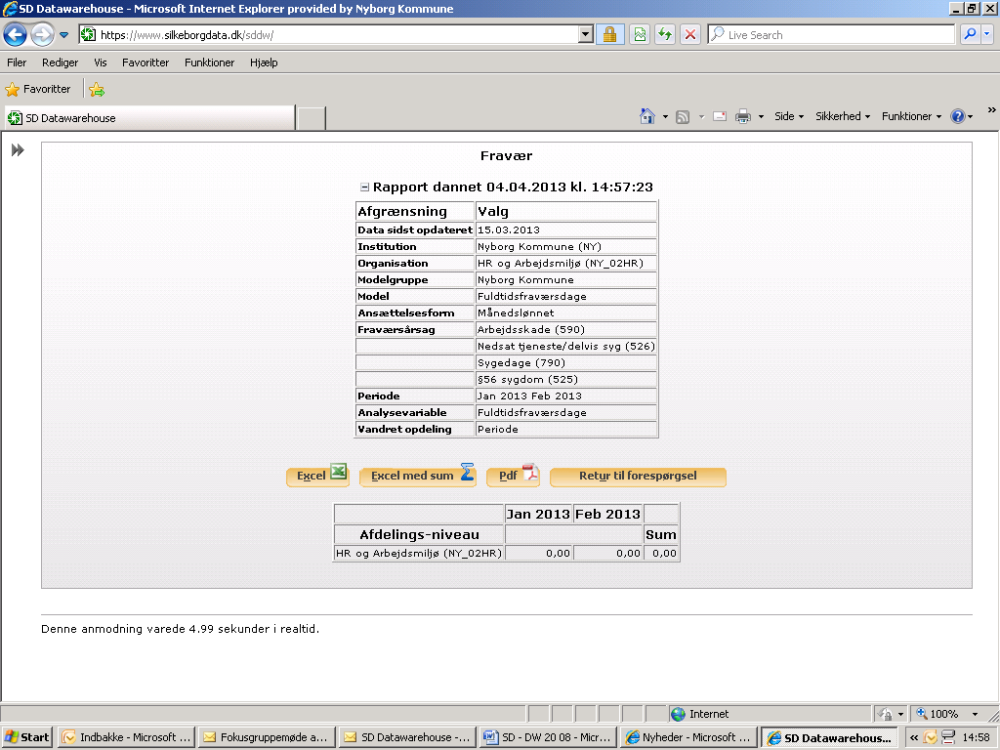 SD Datawarehouse - Microsoft Internet Explorer provided by Nyborg Kommune
https://www.silkeborgdata.dk/sddw/
Live Search
Filer Rediger Vis Favoritter Funktioner Hjælp
Favoritter
SD Datawarehouse
Side Sikkerhed Funktioner
Fravær
Rapport dannet 04.04.2013 kl. 14:57:23
Afgrænsning Valg
Data sidst opdateret 15.03.2013
Institution Nyborg Kommune (NY)
Organisation HR og Arbejdsmiljø (NY_02HR)
Modelgruppe Nyborg Kommune
Model Fuldtidsfraværsdage
Ansættelsesform Månedslønnet
Fraværsårsag Arbejdsskade (590)
Nedsat tjeneste/delvis syg (526)
Sygedage (790)
§56 sygdom (525)
Periode Jan 2013 Feb 2013
Analysevariable Fuldtidsfraværsdage
Vandret opdeling Periode
Excel Excel med sum Pdf Retur til forespørgsel
Jan 2013 Feb 2013
Afdelings-niveau Sum
HR og Arbejdsmiljø (NY_02HR) 0,00 0,00 0,00
Denne anmodning varede 4.99 sekunder i realtid.
Internet 100%
Start Indbakke - Microsoft ... Fokusgruppemøde a... SD Datawarehouse -... SD - DW 20 08 - Micr... Nyheder - Microsoft ... SD Datawarehous... « 14:58